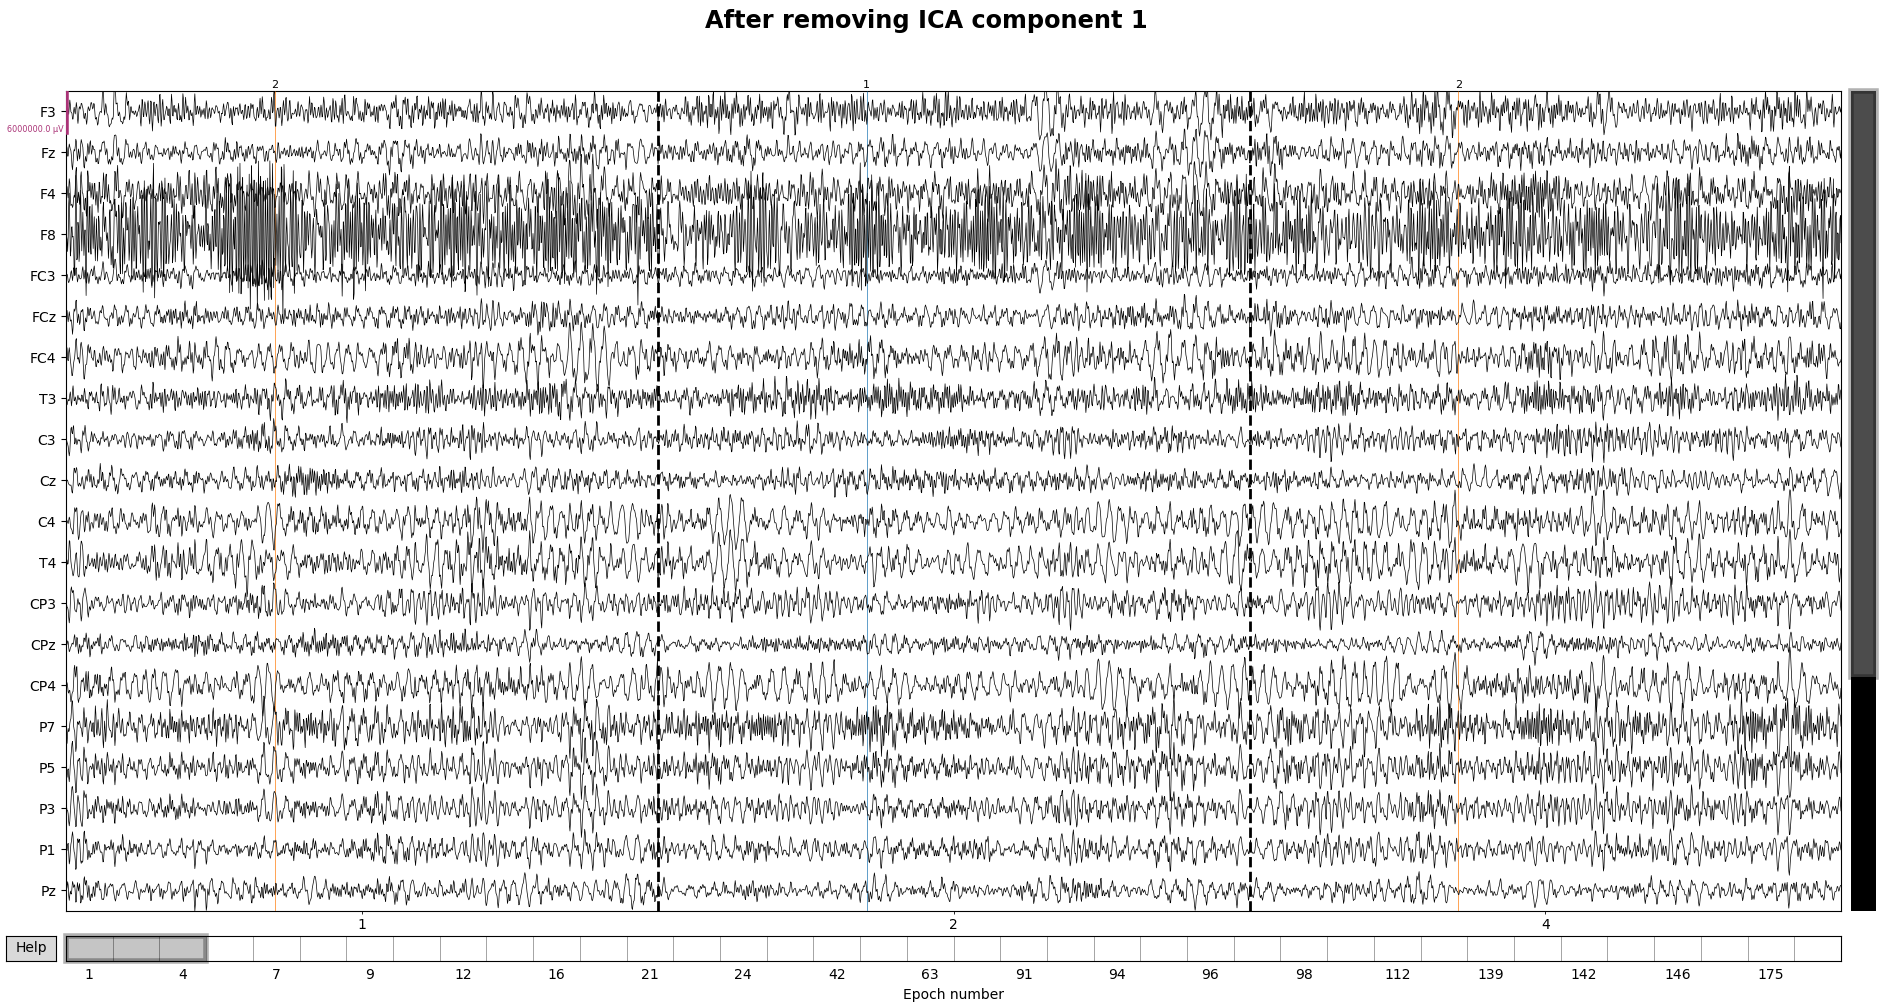 After removing ICA component 1
2 1 2
F3
6000000.0 µV
Fz
F4
F8
FC3
FCz
FC4
T3
C3
Cz
C4
T4
CP3
CPz
CP4
P7
P5
P3
P1
Pz
1 2 4
Help
1 4 7 9 12 16 21 24 42 63 91 94 96 98 112 139 142 146 175
Epoch number